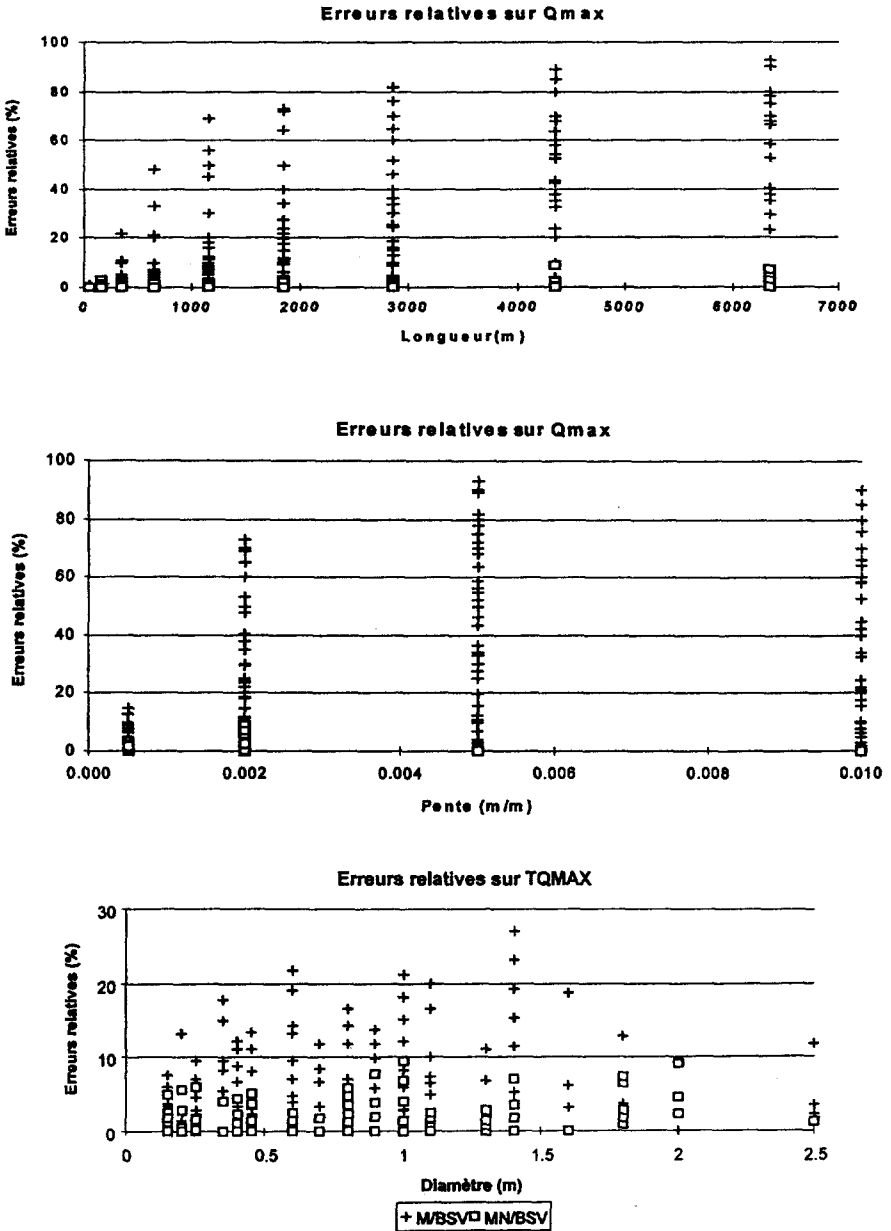 Erreurs relatives sur Qmax
Erreurs relatives (%)
100
80
60
40
20
0
0 1000 2000 3000 4000 5000 6000 7000
Longueur(m)
Erreurs relatives sur Qmax
Erreurs relatives (%)
100
80
60
40
20
0
0.000 0.002 0.004 0.006 0.008 0.010
Pente (m/m)
Erreurs relatives sur TQMAX
Erreurs relatives (%)
30
20
10
0
0 0.5 1 1.5 2 2.5
Diamètre (m)
+ M/BSV □ MN/BSV